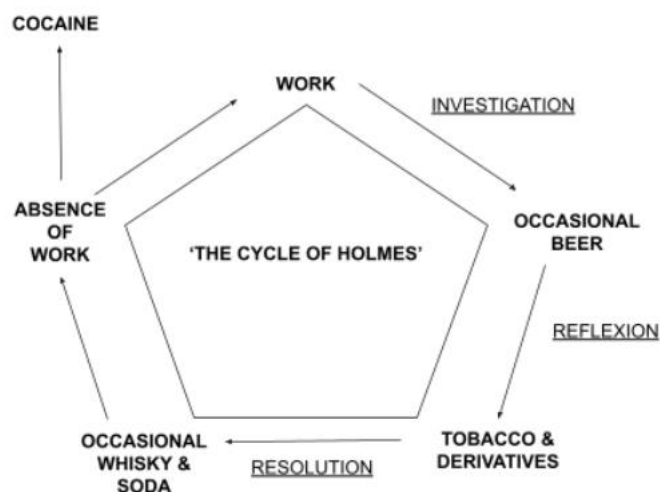 COCAINE
WORK
INVESTIGATION
ABSENCE
OF
WORK
OCCASIONAL
BEER
'THE CYCLE OF HOLMES'
REFLEXION
OCCASIONAL
WHISKY &
SODA
RESOLUTION
TOBACCO &
DERIVATIVES